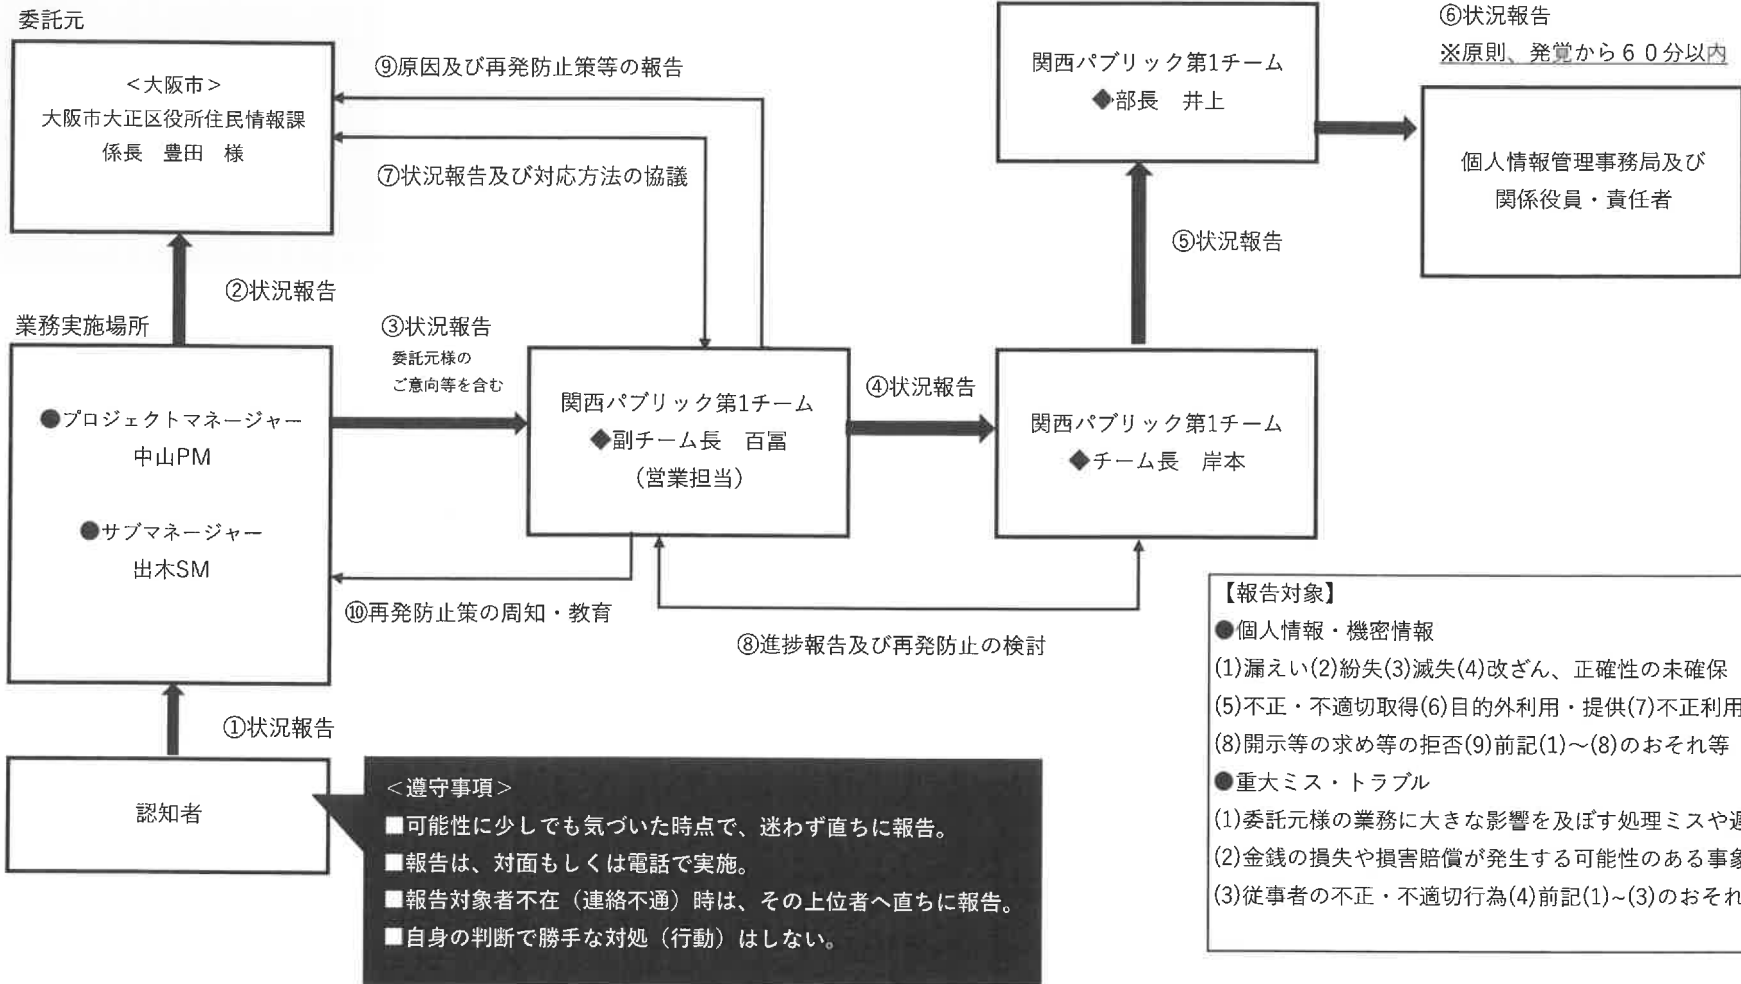 委託元
＜大阪市＞
大阪市大正区役所住民情報課
係長　豊田　様
⑨原因及び再発防止策等の報告
⑦状況報告及び対応方法の協議
関西パブリック第1チーム
◆部長　井上
⑥状況報告
※原則、発覚から６０分以内
個人情報管理事務局及び
関係役員・責任者
⑤状況報告
②状況報告
業務実施場所
●プロジェクトマネージャー
中山PM
●サブマネージャー
出木SM
③状況報告
委託元様の
ご意向等を含む
関西パブリック第1チーム
◆副チーム長　百冨
（営業担当）
④状況報告
関西パブリック第1チーム
◆チーム長　岸本
⑩再発防止策の周知・教育
⑧進捗報告及び再発防止の検討
①状況報告
認知者
＜遵守事項＞
■可能性に少しでも気づいた時点で、迷わず直ちに報告。
■報告は、対面もしくは電話で実施。
■報告対象者不在（連絡不通）時は、その上位者へ直ちに報告。
■自身の判断で勝手な対処（行動）はしない。
【報告対象】
●個人情報・機密情報
(1)漏えい(2)紛失(3)滅失(4)改ざん、正確性の未確保
(5)不正・不適切取得(6)目的外利用・提供(7)不正利用
(8)開示等の求め等の拒否(9)前記(1)～(8)のおそれ等
●重大ミス・トラブル
(1)委託元様の業務に大きな影響を及ぼす処理ミスや
(2)金銭の損失や損害賠償が発生する可能性のある事象
(3)従事者の不正・不適切行為(4)前記(1)~(3)のおそれ